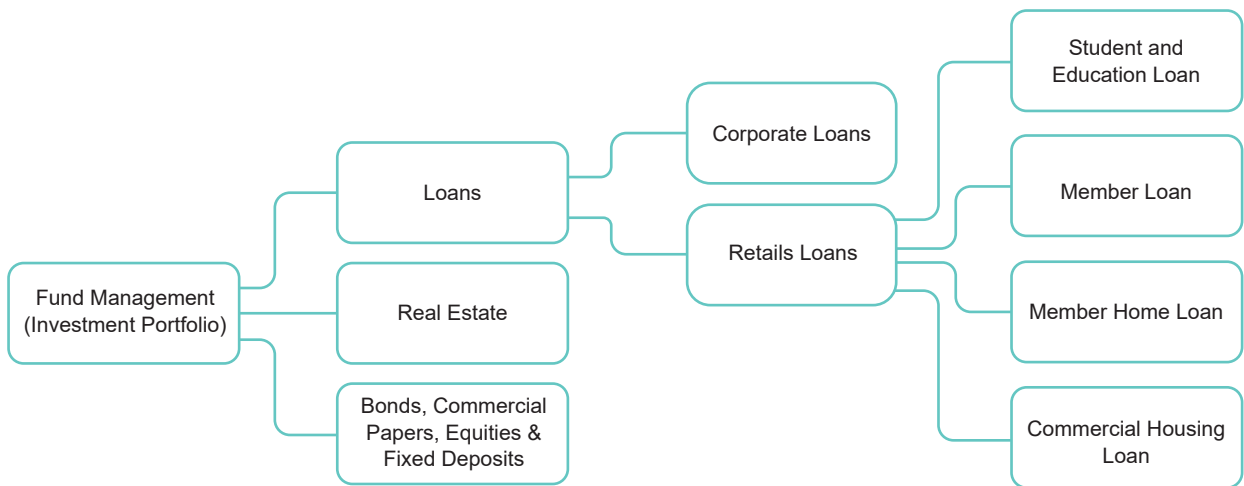 Fund Management
(Investment Portfolio)
Loans
Real Estate
Bonds, Commercial
Papers, Equities &
Fixed Deposits
Corporate Loans
Retails Loans
Student and
Education Loan
Member Loan
Member Home Loan
Commercial Housing
Loan